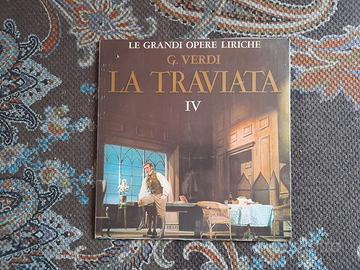 LE GRANDI OPERE LIRICHE
G. VERDI
LA TRAVIATA
IV